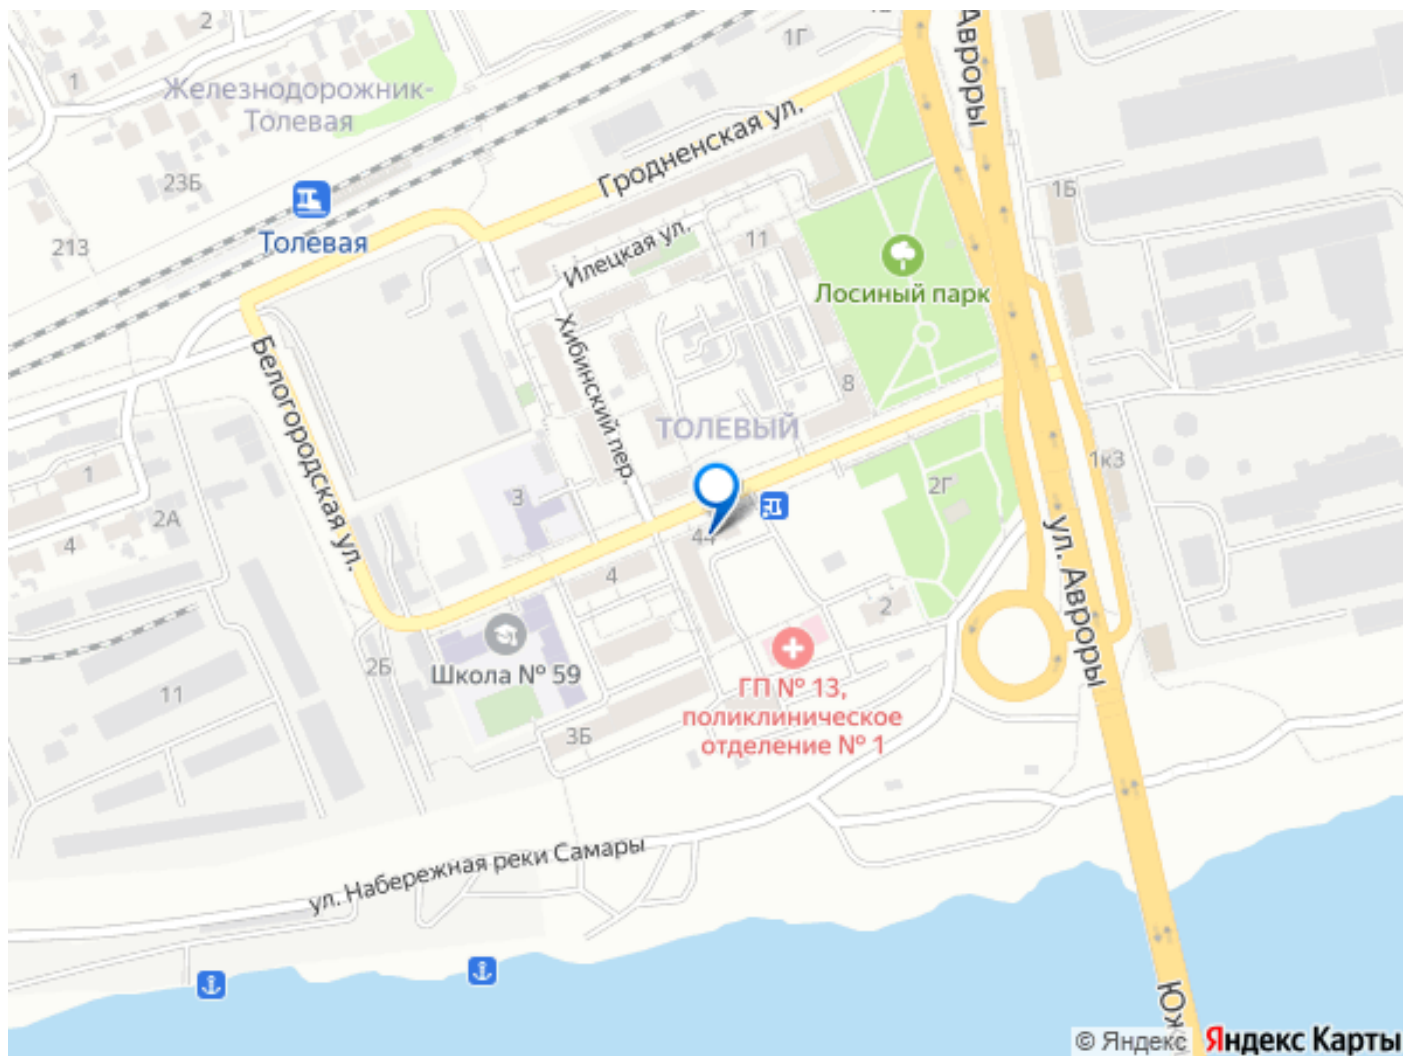 2
1Г
Авроры
1
Железнодорожник-
Толевая
Гродненская ул.
23Б
1Б
Толевая
213
Илецкая ул.
11
Лосиный парк
Белогородская ул.
Хибинский пер.
8
ТОЛЕВЫЙ
1
1к3
2Г
3
2А
44
4
4
ул. Авроры
2
Школа № 59
2Б
11
ГП № 13,
поликлиническое
отделение № 1
3Б
ул. Набережная реки Самары
© Яндекс
Яндекс Карты